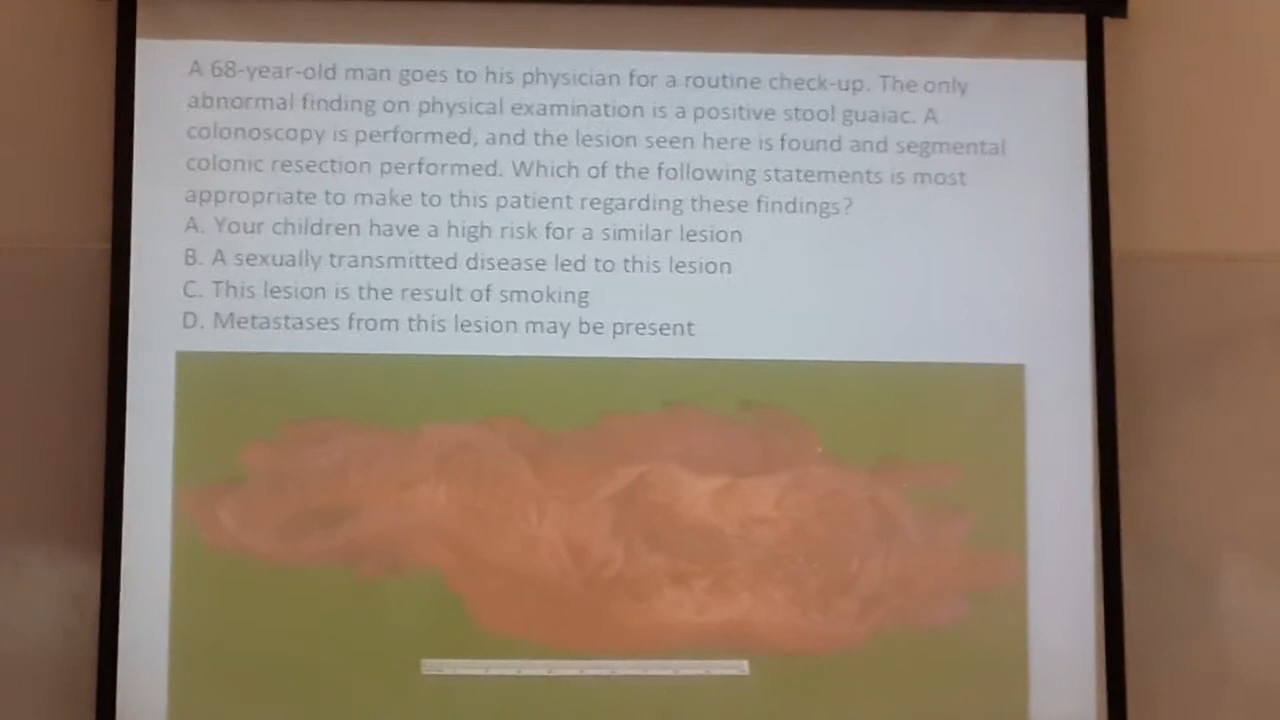 A 68-year-old man goes to his physician for a routine check-up. The only
abnormal finding on physical examination is a positive stool guaiac. A
colonoscopy is performed, and the lesion seen here is found and segmental
colonic resection performed. Which of the following statements is most
appropriate to make to this patient regarding these findings?
A. Your children have a high risk for a similar lesion
B. A sexually transmitted disease led to this lesion
C. This lesion is the result of smoking
D. Metastases from this lesion may be present